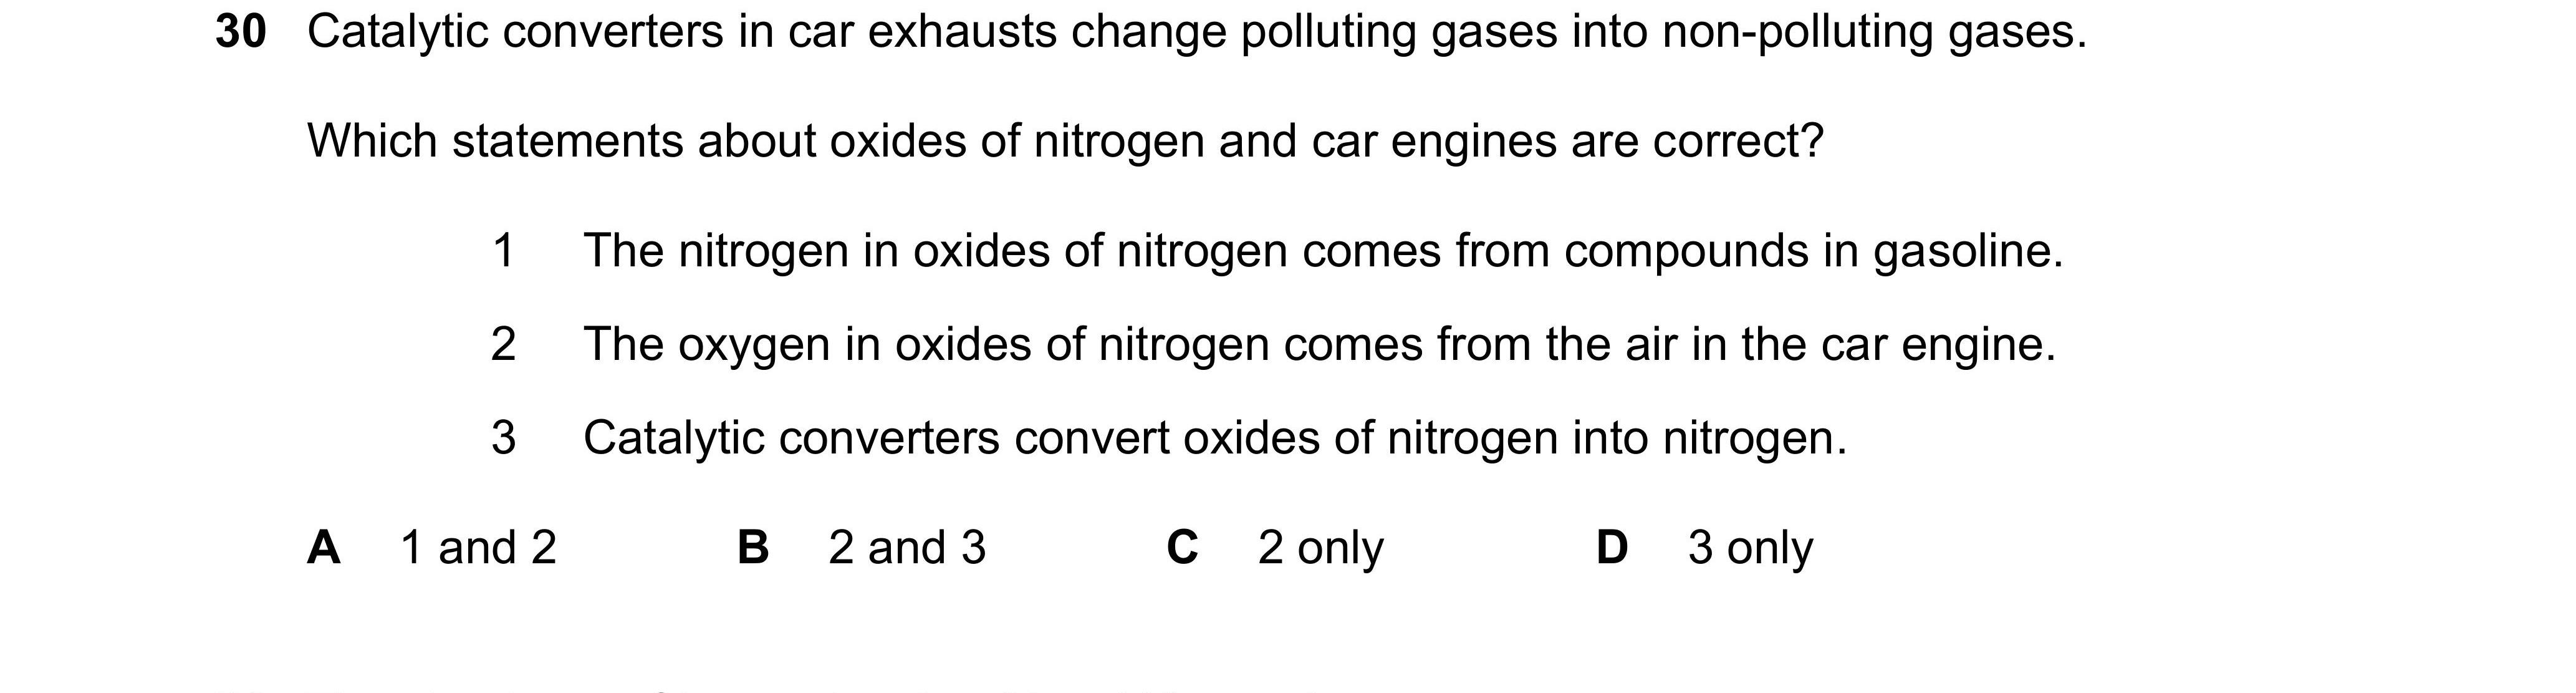 30 Catalytic converters in car exhausts change polluting gases into non-polluting gases.
Which statements about oxides of nitrogen and car engines are correct?
1 The nitrogen in oxides of nitrogen comes from compounds in gasoline.
2 The oxygen in oxides of nitrogen comes from the air in the car engine.
3 Catalytic converters convert oxides of nitrogen into nitrogen.
A 1 and 2 B 2 and 3 C 2 only D 3 only